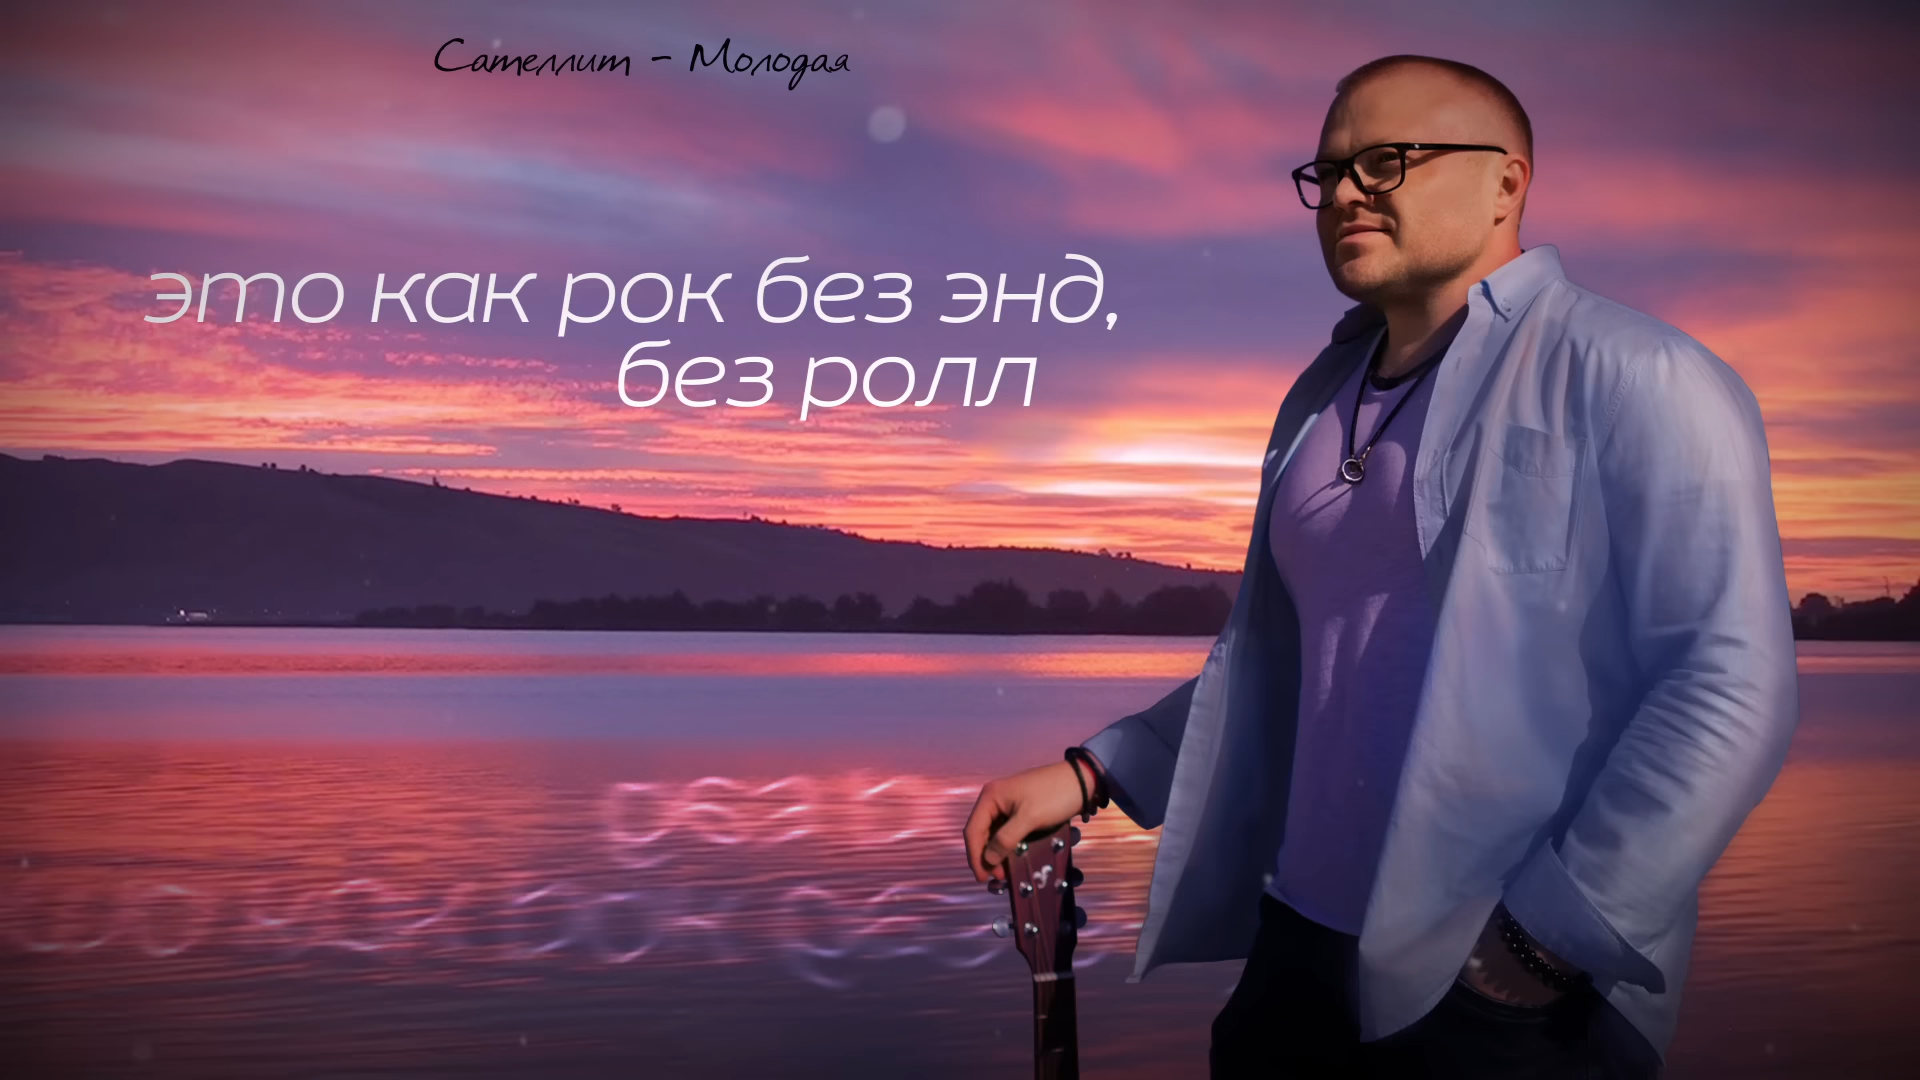 Сателлит - Молодая
это как рок без энд,
без ролл